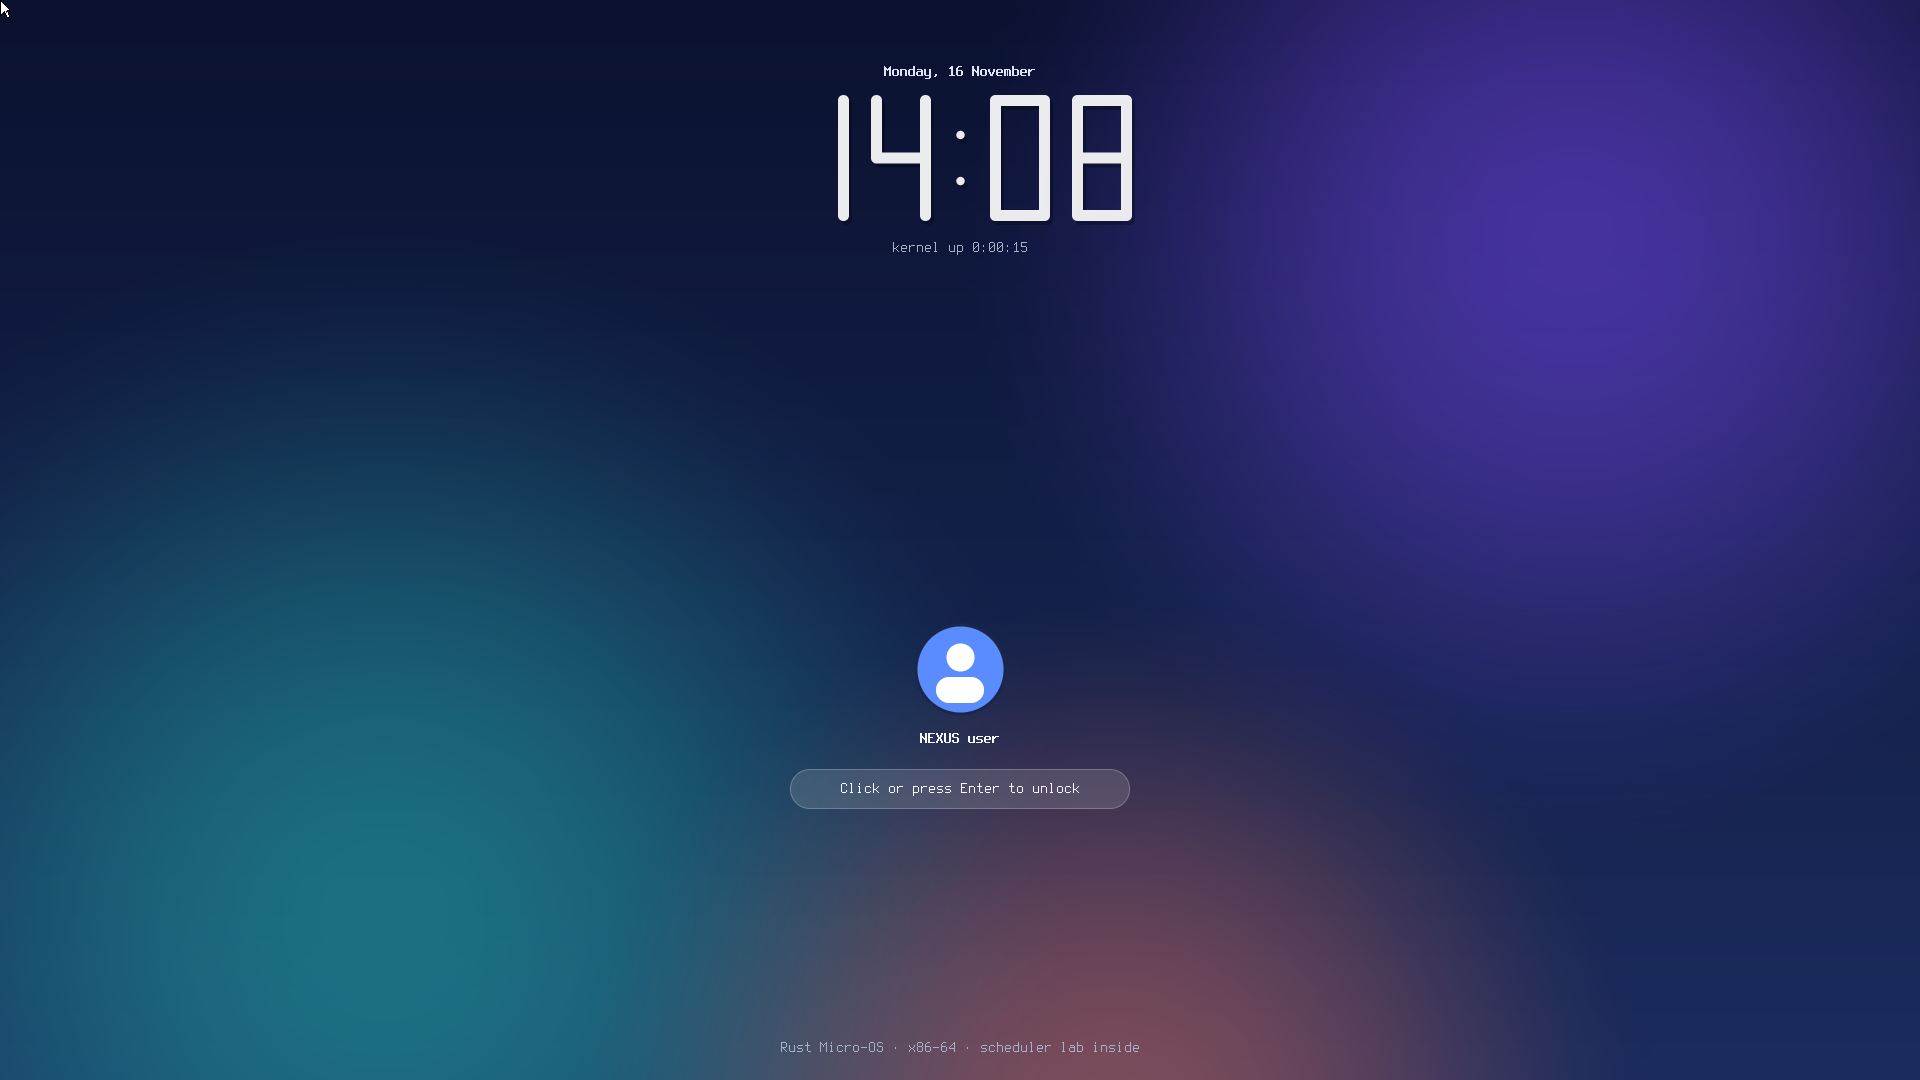 Monday, 16 November
14:08
kernel up 0:00:15
NEXUS user
Click or press Enter to unlock
Rust Micro-OS · x86-64 · scheduler lab inside